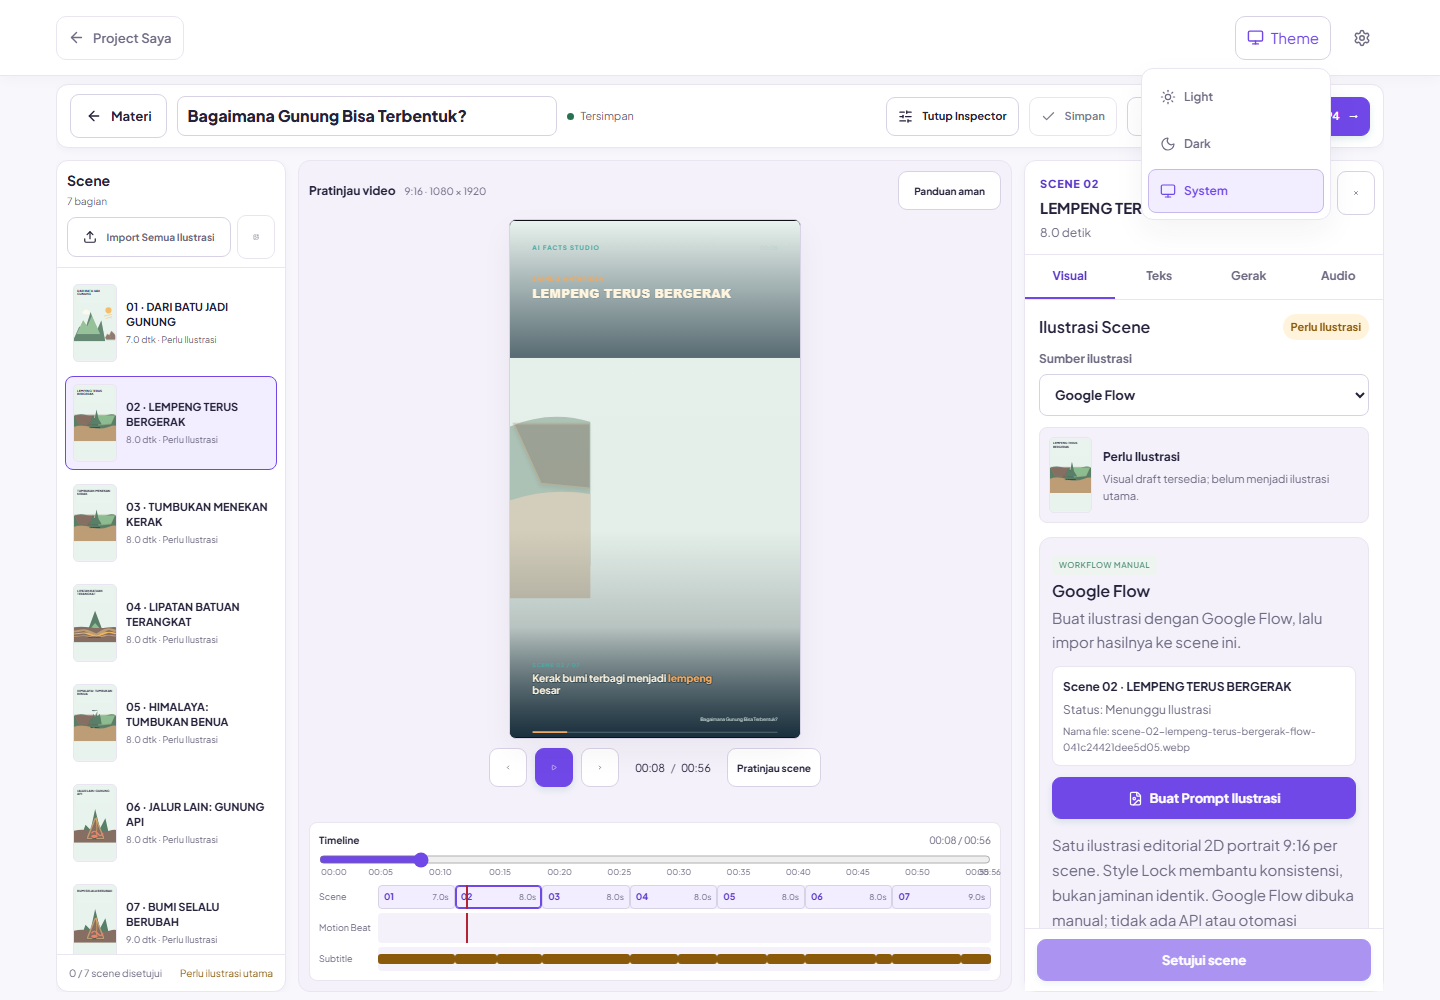 Project Saya
Theme
Light
Dark
System
Materi
Bagaimana Gunung Bisa Terbentuk?
Tersimpan
Tutup Inspector
Simpan
P4 →
Scene
7 bagian
Import Semua Ilustrasi
01 · DARI BATU JADI
GUNUNG
7.0 dtk · Perlu Ilustrasi
02 · LEMPENG TERUS
BERGERAK
8.0 dtk · Perlu Ilustrasi
03 · TUMBUKAN MENEKAN
KERAK
8.0 dtk · Perlu Ilustrasi
04 · LIPATAN BATUAN
TERANGKAT
8.0 dtk · Perlu Ilustrasi
05 · HIMALAYA:
TUMBUKAN BENUA
8.0 dtk · Perlu Ilustrasi
06 · JALUR LAIN: GUNUNG
API
8.0 dtk · Perlu Ilustrasi
07 · BUMI SELALU
BERUBAH
9.0 dtk · Perlu Ilustrasi
0 / 7 scene disetujui
Perlu ilustrasi utama
Pratinjau video
9:16 · 1080 × 1920
Panduan aman
AI FACTS STUDIO
LEMPENG TERUS BERGERAK
Kerak bumi terbagi menjadi lempeng
besar
Bagaimana Gunung Bisa Terbentuk?
00:08 / 00:56
Pratinjau scene
Timeline
00:08 / 00:56
00:00 00:05 00:10 00:15 00:20 00:25 00:30 00:35 00:40 00:45 00:50 00:56
Scene
01 7.0s 02 8.0s 03 8.0s 04 8.0s 05 8.0s 06 8.0s 07 9.0s
Motion Beat
Subtitle
SCENE 02
LEMPENG TER
8.0 detik
Visual
Teks
Gerak
Audio
Ilustrasi Scene
Perlu Ilustrasi
Sumber ilustrasi
Google Flow
Perlu Ilustrasi
Visual draft tersedia; belum menjadi ilustrasi
utama.
WORKFLOW MANUAL
Google Flow
Buat ilustrasi dengan Google Flow, lalu
impor hasilnya ke scene ini.
Scene 02 · LEMPENG TERUS BERGERAK
Status: Menunggu Ilustrasi
Nama file: scene-02-lempeng-terus-bergerak-flow-
041c24421dee5d05.webp
Buat Prompt Ilustrasi
Satu ilustrasi editorial 2D portrait 9:16 per
scene. Style Lock membantu konsistensi,
bukan jaminan identik. Google Flow dibuka
manual; tidak ada API atau otomasi
Setujui scene